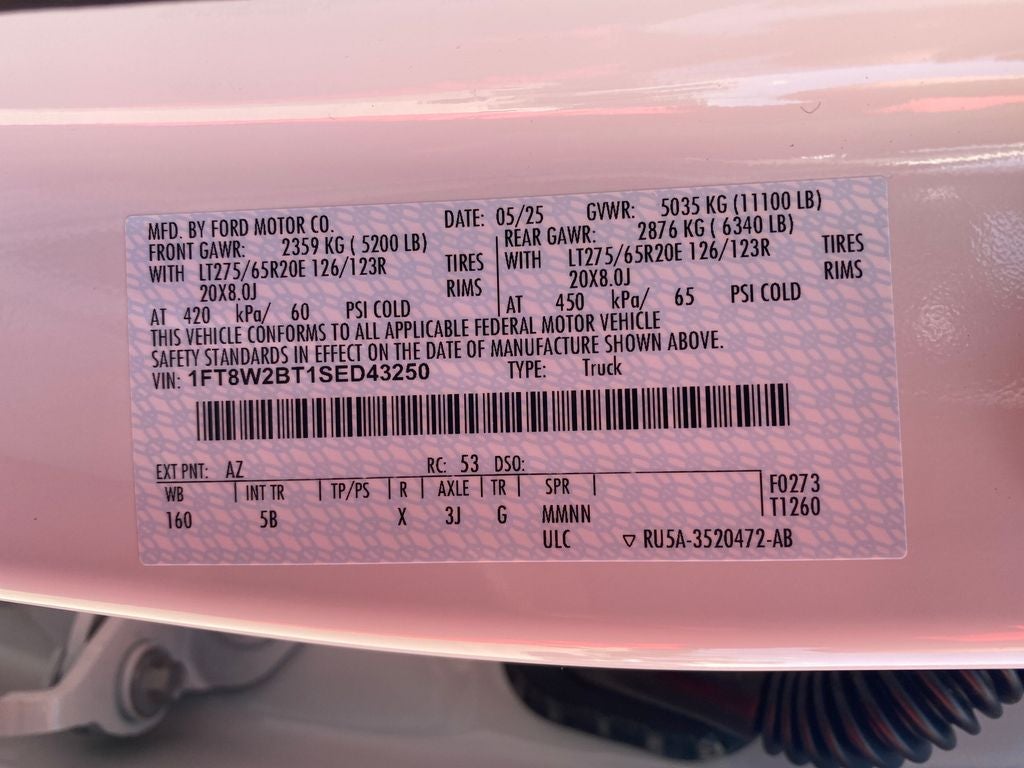 MFD. BY FORD MOTOR CO. DATE: 05/25 GVWR: 5035 KG (11100 LB)
FRONT GAWR: 2359 KG ( 5200 LB) REAR GAWR: 2876 KG ( 6340 LB)
WITH LT275/65R20E 126/123R TIRES WITH LT275/65R20E 126/123R TIRES
20X8.0J RIMS 20X8.0J RIMS
AT 420 kPa/ 60 PSI COLD AT 450 kPa/ 65 PSI COLD
THIS VEHICLE CONFORMS TO ALL APPLICABLE FEDERAL MOTOR VEHICLE
SAFETY STANDARDS IN EFFECT ON THE DATE OF MANUFACTURE SHOWN ABOVE.
VIN: 1FT8W2BT1SED43250 TYPE: Truck
EXT PNT: AZ RC: 53 DSO:
WB INT TR TP/PS R AXLE TR SPR F0273
160 5B X 3J G MMNN T1260
ULC ▽ RU5A-3520472-AB